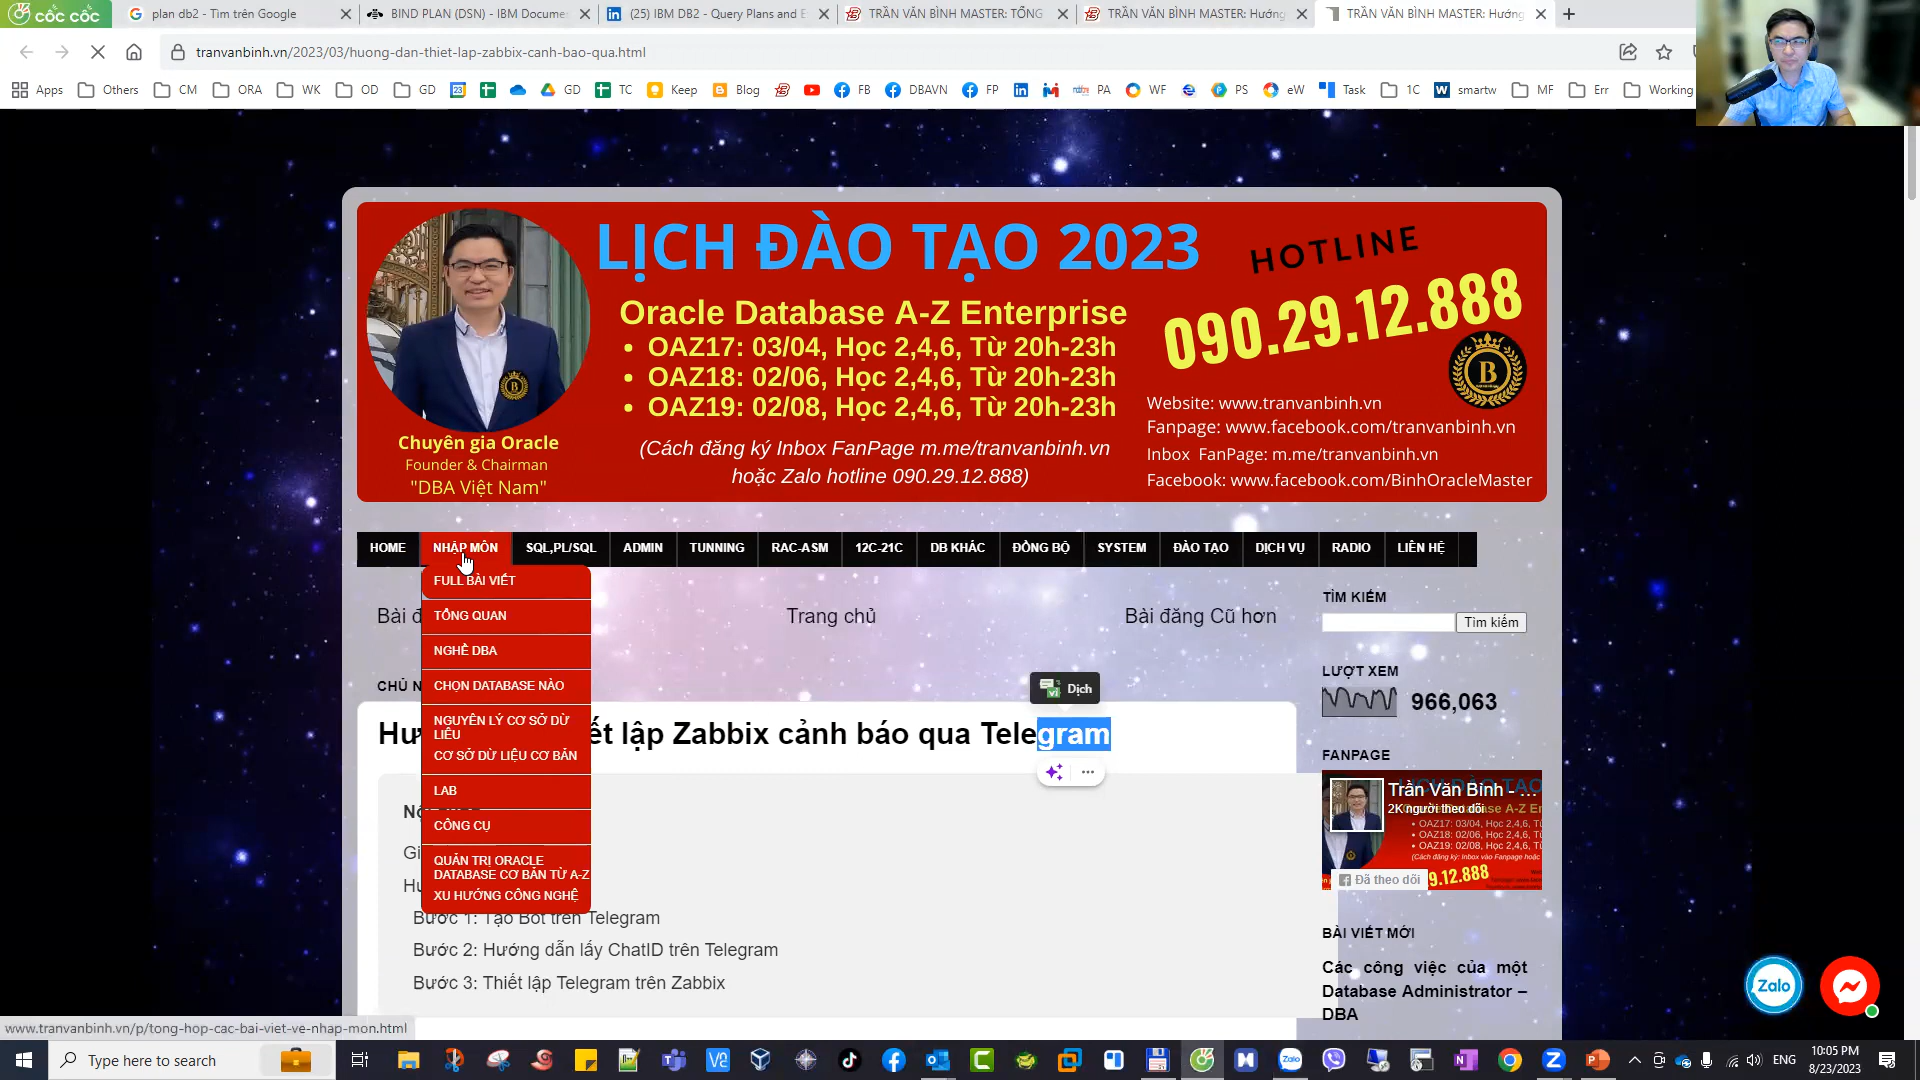 cốc cốc
plan db2 - Tìm trên Google
BIND PLAN (DSN) - IBM Docume
(25) IBM DB2 - Query Plans and E
TRẦN VĂN BÌNH MASTER: TỔNG
TRẦN VĂN BÌNH MASTER: Hướng
TRẦN VĂN BÌNH MASTER: Hướng
tranvanbinh.vn/2023/03/huong-dan-thiet-lap-zabbix-canh-bao-qua.html
Apps Others CM ORA WK OD GD GD TC Keep Blog FB DBAVN FP PA WF PS eW Task 1C smartw MF Err Working
LỊCH ĐÀO TẠO 2023
HOTLINE
090.29.12.888
Oracle Database A-Z Enterprise
• OAZ17: 03/04, Học 2,4,6, Từ 20h-23h
• OAZ18: 02/06, Học 2,4,6, Từ 20h-23h
• OAZ19: 02/08, Học 2,4,6, Từ 20h-23h
(Cách đăng ký Inbox FanPage m.me/tranvanbinh.vn
hoặc Zalo hotline 090.29.12.888)
Chuyên gia Oracle
Founder & Chairman
"DBA Việt Nam"
B
Website: www.tranvanbinh.vn
Fanpage: www.facebook.com/tranvanbinh.vn
Inbox FanPage: m.me/tranvanbinh.vn
Facebook: www.facebook.com/BinhOracleMaster
HOME NHẬP MÔN SQL,PL/SQL ADMIN TUNNING RAC-ASM 12C-21C DB KHÁC ĐỒNG BỘ SYSTEM ĐÀO TẠO DỊCH VỤ RADIO LIÊN HỆ
FULL BÀI VIẾT
TỔNG QUAN
NGHỀ DBA
CHỌN DATABASE NÀO
NGUYÊN LÝ CƠ SỞ DỮ
LIỆU
CƠ SỞ DỮ LIỆU CƠ BẢN
LAB
CÔNG CỤ
QUẢN TRỊ ORACLE
DATABASE CƠ BẢN TỪ A-Z
XU HƯỚNG CÔNG NGHỆ
Bài đ Trang chủ Bài đăng Cũ hơn
CHỦ N
Dịch
Hư ết lập Zabbix cảnh báo qua Telegram
Bước 1: Tạo Bot trên Telegram
Bước 2: Hướng dẫn lấy ChatID trên Telegram
Bước 3: Thiết lập Telegram trên Zabbix
TÌM KIẾM
Tìm kiếm
LƯỢT XEM
966,063
FANPAGE
Trần Văn Bình - ...
2K người theo dõi
Đã theo dõi
9.12.888
BÀI VIẾT MỚI
Các công việc của một
Database Administrator –
DBA
Zalo
www.tranvanbinh.vn/p/tong-hop-cac-bai-viet-ve-nhap-mon.html
Type here to search
ENG
10:05 PM
8/23/2023